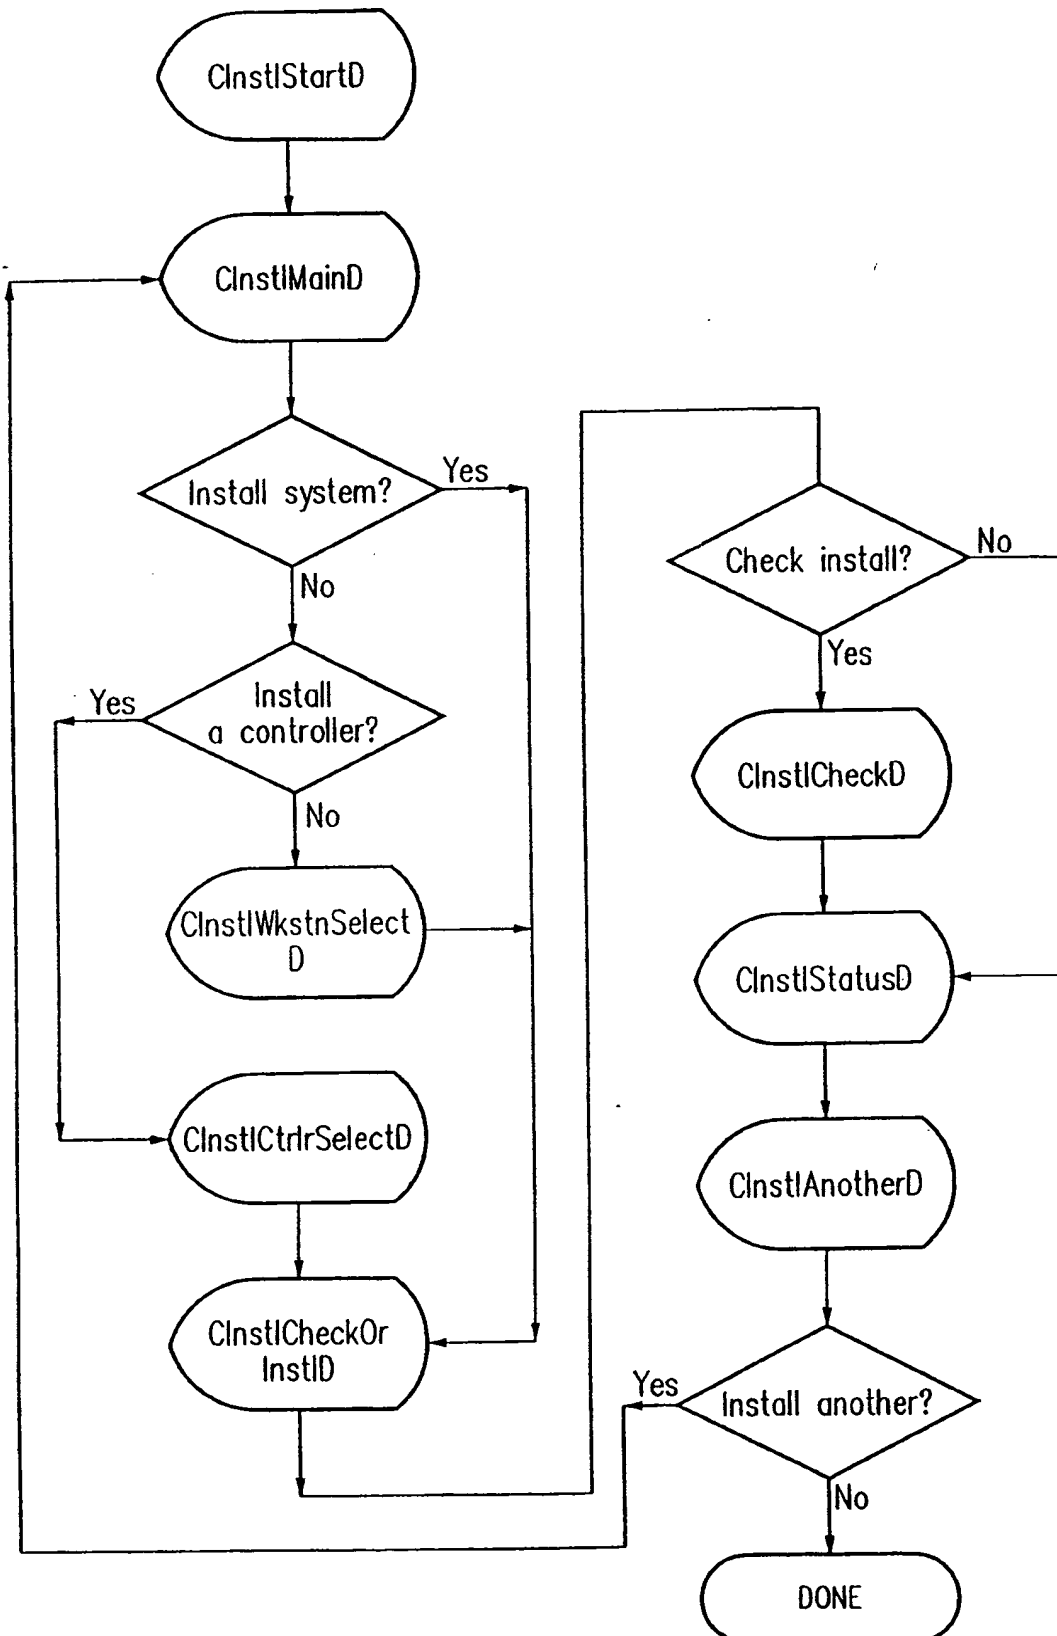 CInstlStartD
CInstlMainD
Install system?
Yes
No
Install
a controller?
Yes
No
CInstlWkstnSelect
D
CInstlCtrlrSelectD
CInstlCheckOr
InstlD
Check install?
No
Yes
CInstlCheckD
CInstlStatusD
CInstlAnotherD
Install another?
Yes
No
DONE